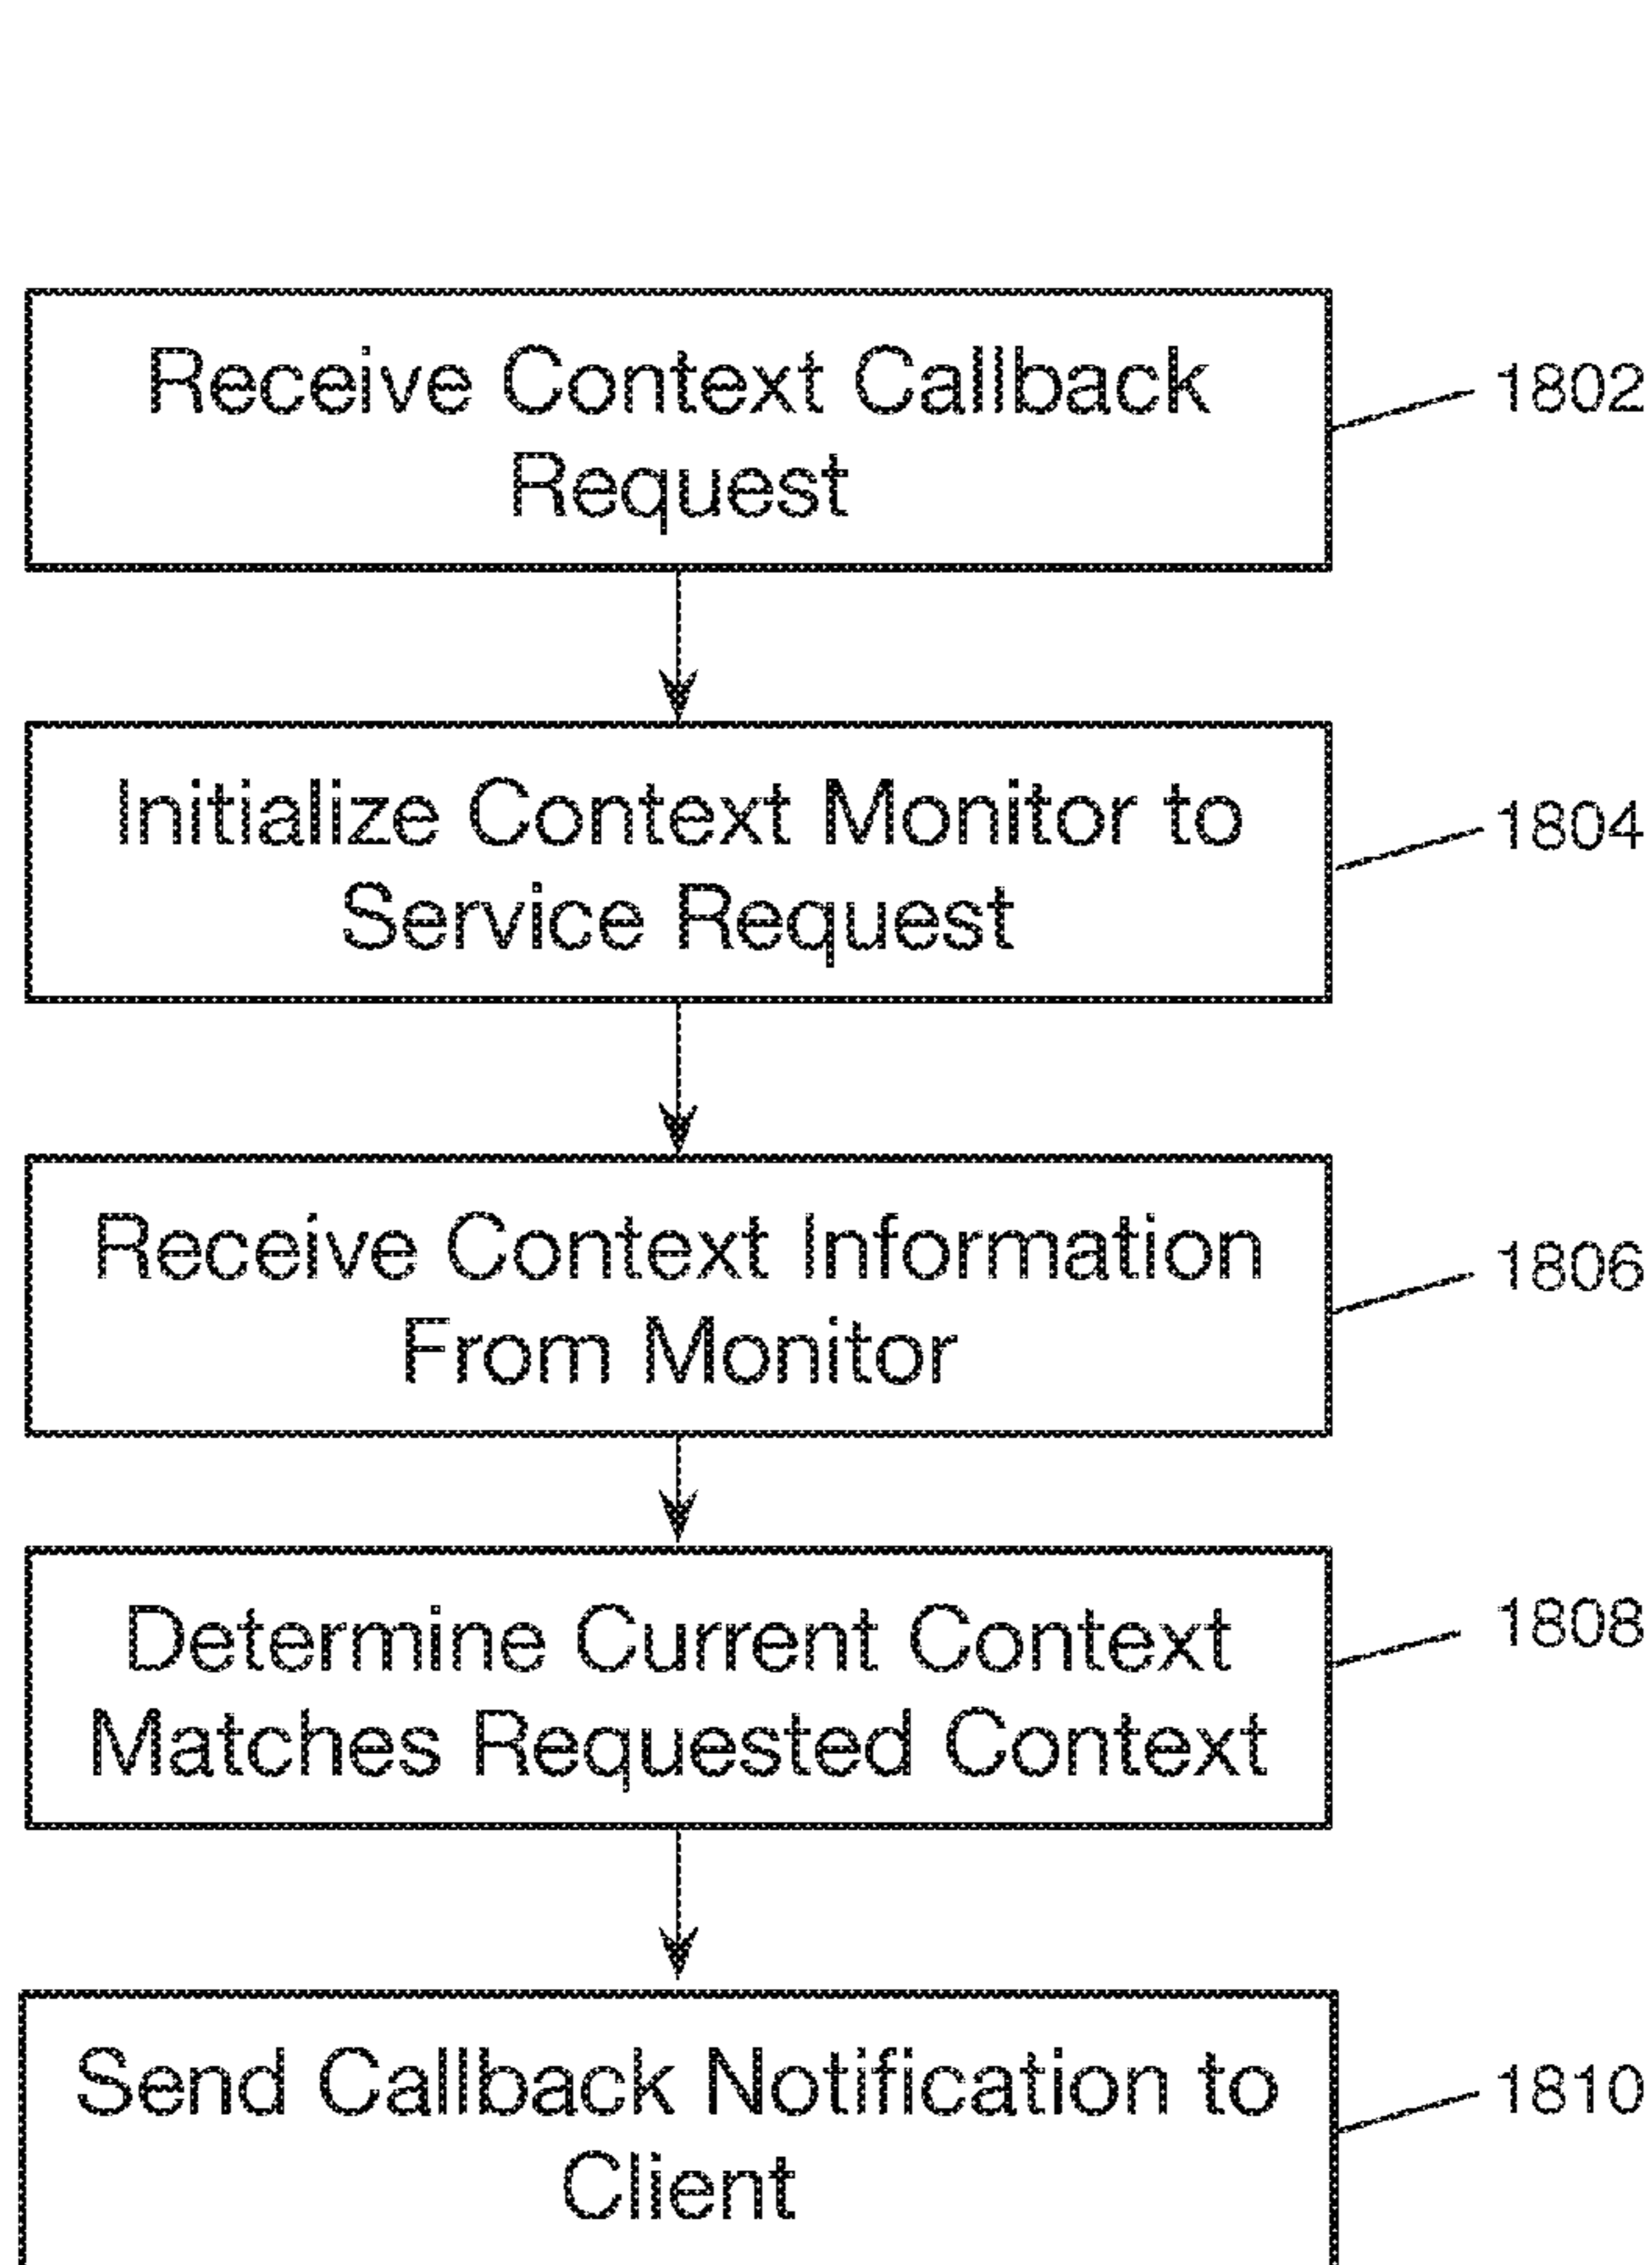 Receive Context Callback
Request
1802
Initialize Context Monitor to
Service Request
1804
Receive Context Information
From Monitor
1806
Determine Current Context
Matches Requested Context
1808
Send Callback Notification to
Client
1810